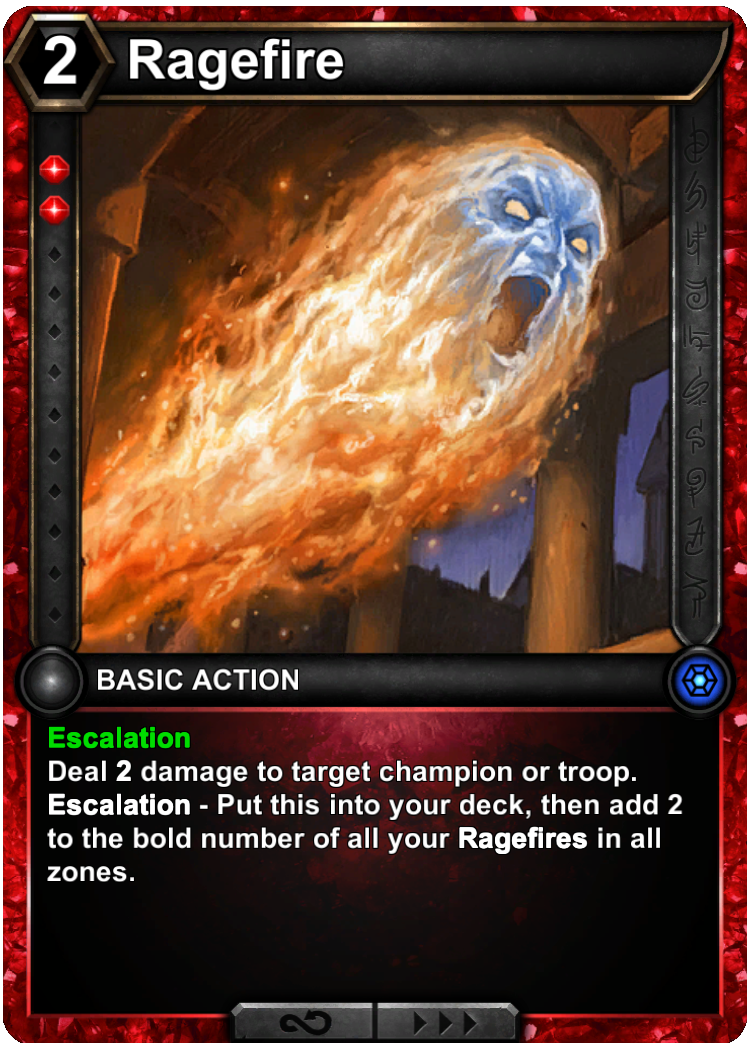 2
Ragefire
BASIC ACTION
Escalation
Deal 2 damage to target champion or troop.
Escalation - Put this into your deck, then add 2
to the bold number of all your Ragefires in all
zones.